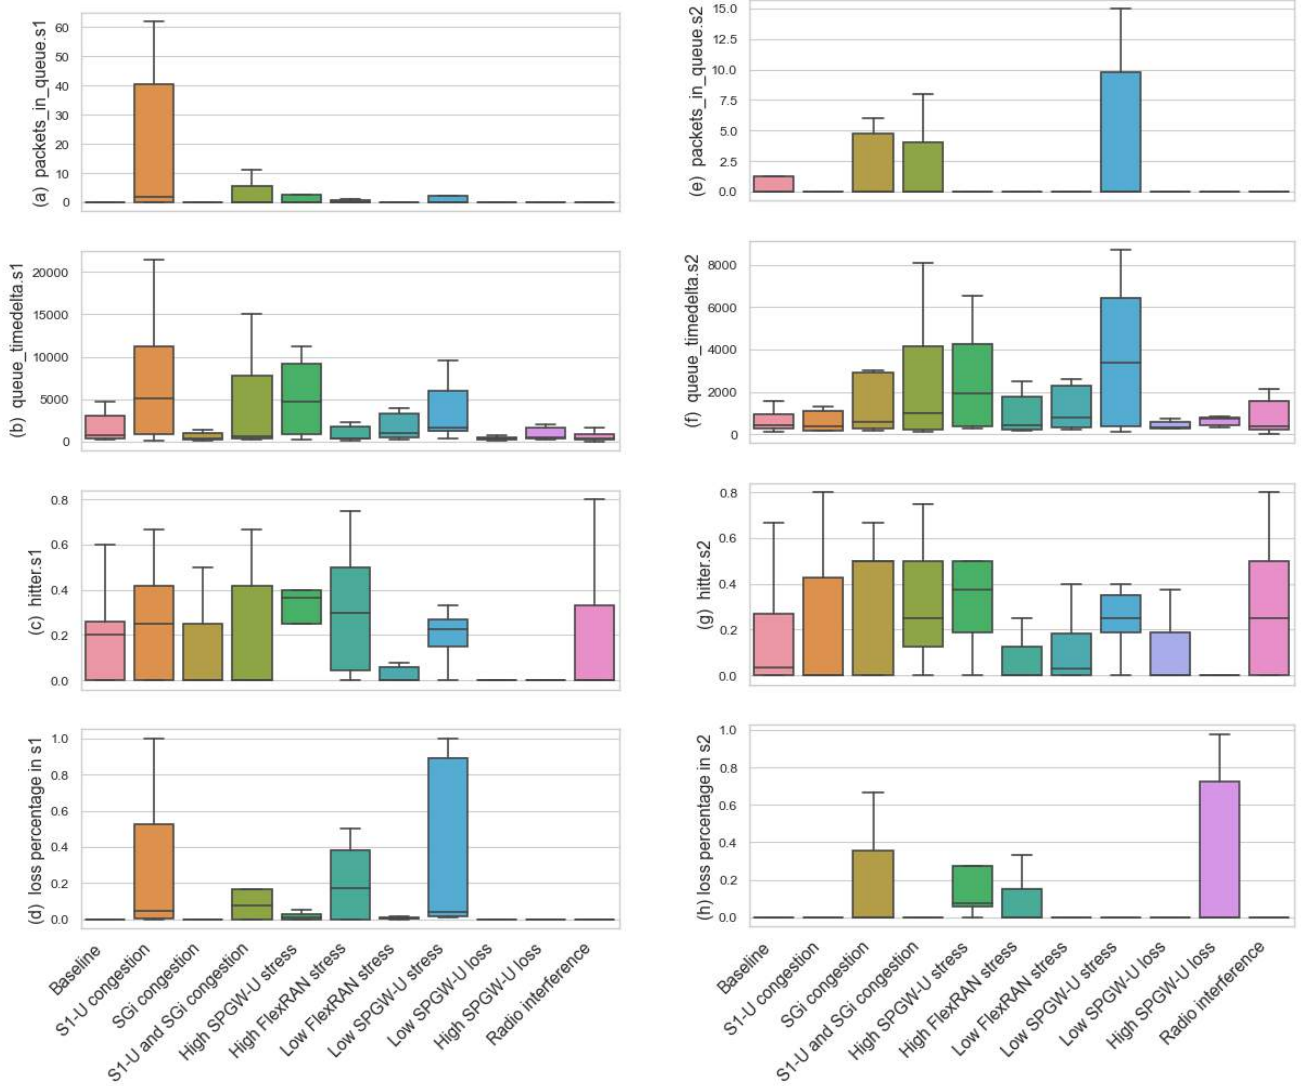 (a) packets_in_queue.s1
60
50
40
30
20
10
0
(b) queue_timedelta.s1
20000
15000
10000
5000
0
(c) hitter.s1
0.8
0.6
0.4
0.2
0.0
(d) loss percentage in s1
1.0
0.8
0.6
0.4
0.2
0.0
Baseline
S1-U congestion
SGi congestion
S1-U and SGi congestion
High SPGW-U stress
High FlexRAN stress
Low FlexRAN stress
Low SPGW-U stress
Low SPGW-U loss
High SPGW-U loss
Radio interference
(e) packets_in_queue.s2
15.0
12.5
10.0
7.5
5.0
2.5
0.0
(f) queue_timedelta.s2
8000
6000
4000
2000
0
(g) hitter.s2
0.8
0.6
0.4
0.2
0.0
(h) loss percentage in s2
1.0
0.8
0.6
0.4
0.2
0.0
Baseline
S1-U congestion
SGi congestion
S1-U and SGi congestion
High SPGW-U stress
High FlexRAN stress
Low FlexRAN stress
Low SPGW-U stress
Low SPGW-U loss
High SPGW-U loss
Radio interference